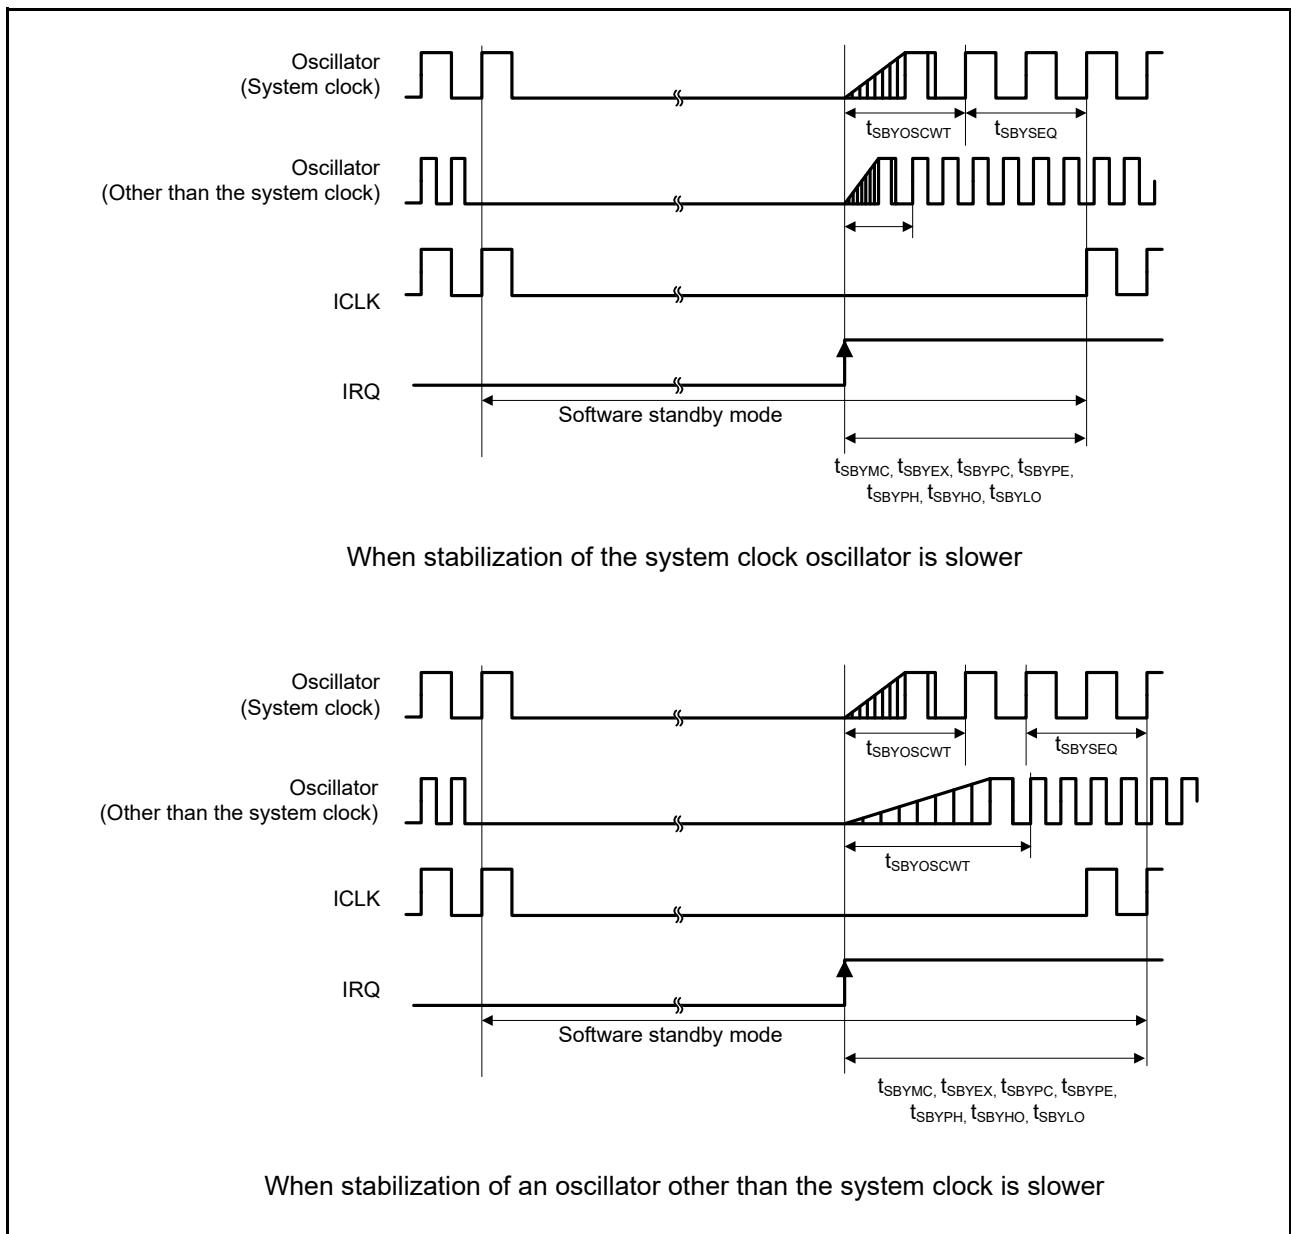 Oscillator
(System clock)
tSBYOSCWT tSBYSEQ
Oscillator
(Other than the system clock)
ICLK
IRQ
Software standby mode
tSBYMC, tSBYEX, tSBYPC, tSBYPE,
tSBYPH, tSBYHO, tSBYLO
When stabilization of the system clock oscillator is slower
Oscillator
(System clock)
tSBYOSCWT tSBYSEQ
Oscillator
(Other than the system clock)
tSBYOSCWT
ICLK
IRQ
Software standby mode
tSBYMC, tSBYEX, tSBYPC, tSBYPE,
tSBYPH, tSBYHO, tSBYLO
When stabilization of an oscillator other than the system clock is slower